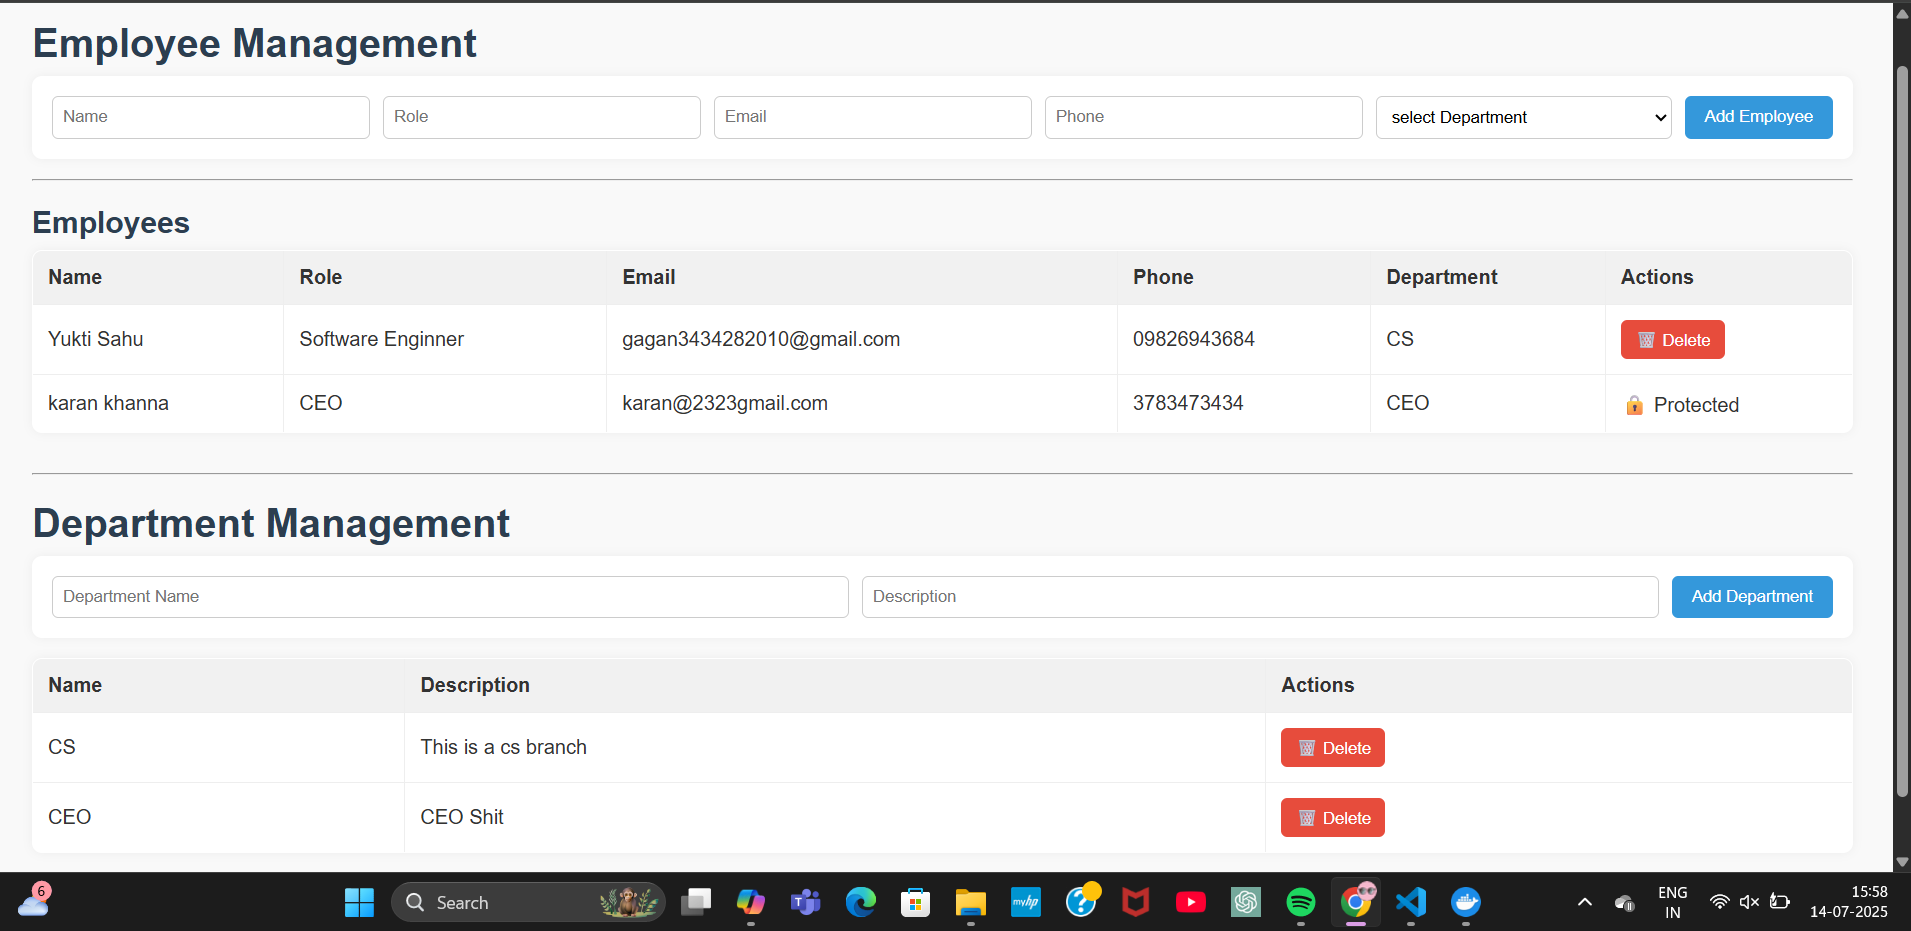 Employee Management
Name Role Email Phone select Department Add Employee
Employees
Name Role Email Phone Department Actions
Yukti Sahu Software Enginner gagan3434282010@gmail.com 09826943684 CS Delete
karan khanna CEO karan@2323gmail.com 3783473434 CEO Protected
Department Management
Department Name Description Add Department
Name Description Actions
CS This is a cs branch Delete
CEO CEO Shit Delete
6 Search myhp ENG 15:58
IN 14-07-2025